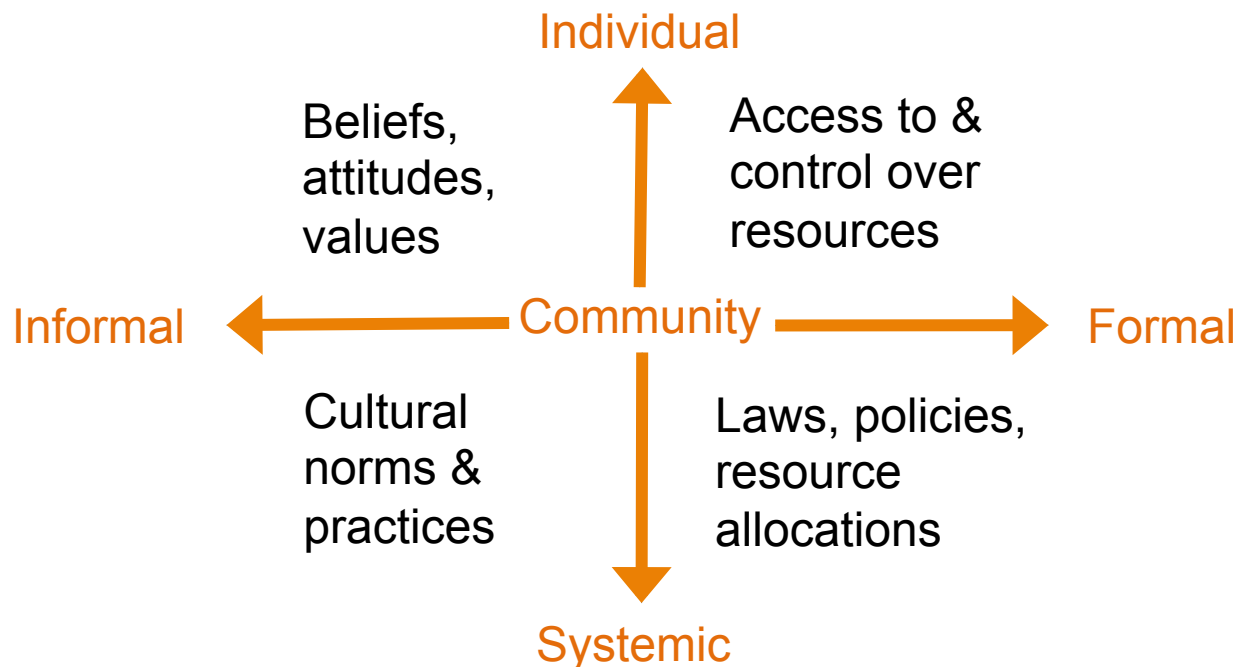 Individual
Beliefs,
attitudes,
values
Access to &
control over
resources
Informal
Community
Formal
Cultural
norms &
practices
Laws, policies,
resource
allocations
Systemic